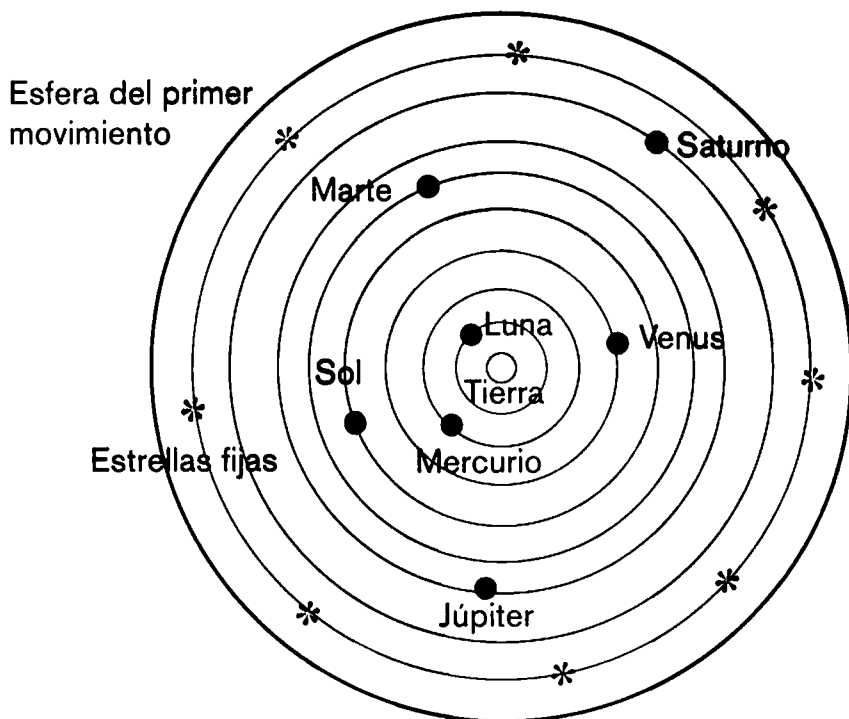 Esfera del primer
movimiento
Saturno
Marte
Luna
Venus
Sol
Tierra
Estrellas fijas
Mercurio
Júpiter